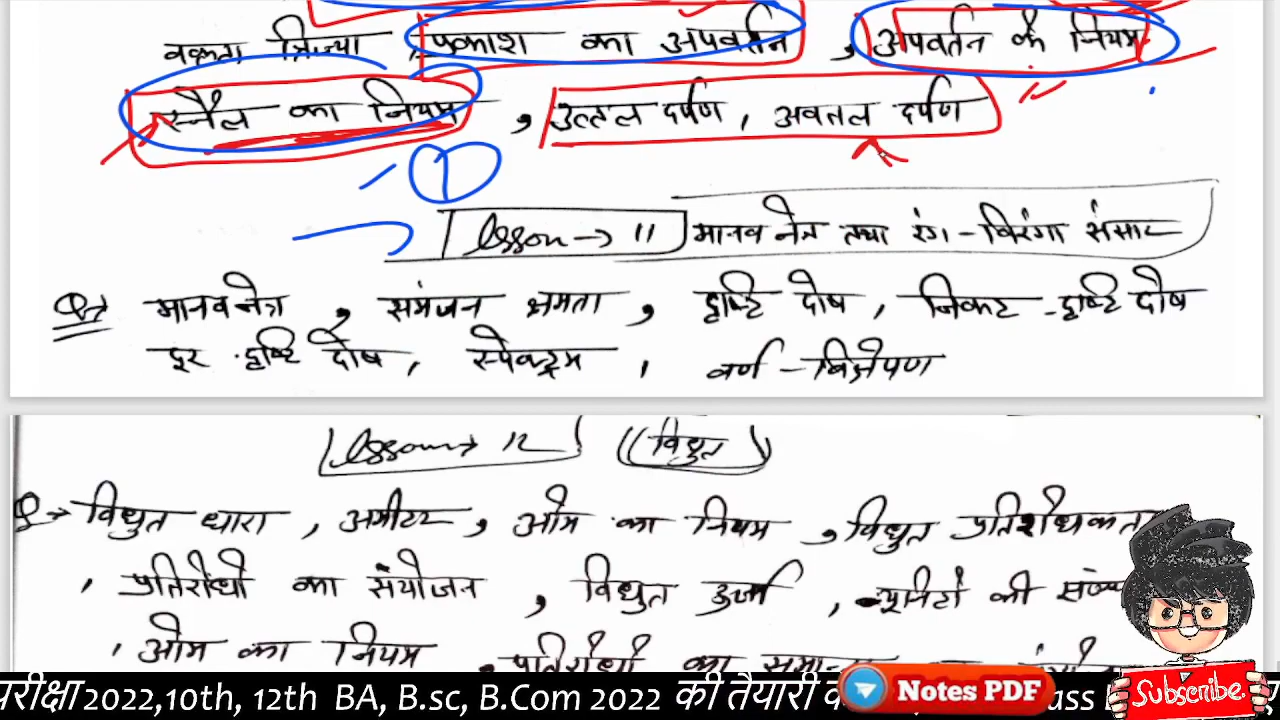 वक्रता त्रिज्या, प्रकाश का अपवर्तन, अपवर्तन के नियम
स्नैल का नियम, उत्तल दर्पण, अवतल दर्पण
①
lesson → 11 मानव नेत्र तथा रंग-बिरंगा संसार
Q→ मानव नेत्र, समंजन क्षमता, दृष्टि दोष, निकट-दृष्टि दोष
दूर दृष्टि दोष, स्पेक्ट्रम, वर्ण-विक्षेपण
lesson → 12 (विधुत)
Q→ विधुत धारा, अमीटर, ओम का नियम, विधुत प्रतिरोधकता
, प्रतिरोधों का संयोजन, विधुत ऊर्जा, यूनिटों की
, ओम का नियम, प्रतिरोधों का
परीक्षा 2022,10th, 12th BA, B.sc, B.Com 2022 की तैयारी
Notes PDF
Subscribe